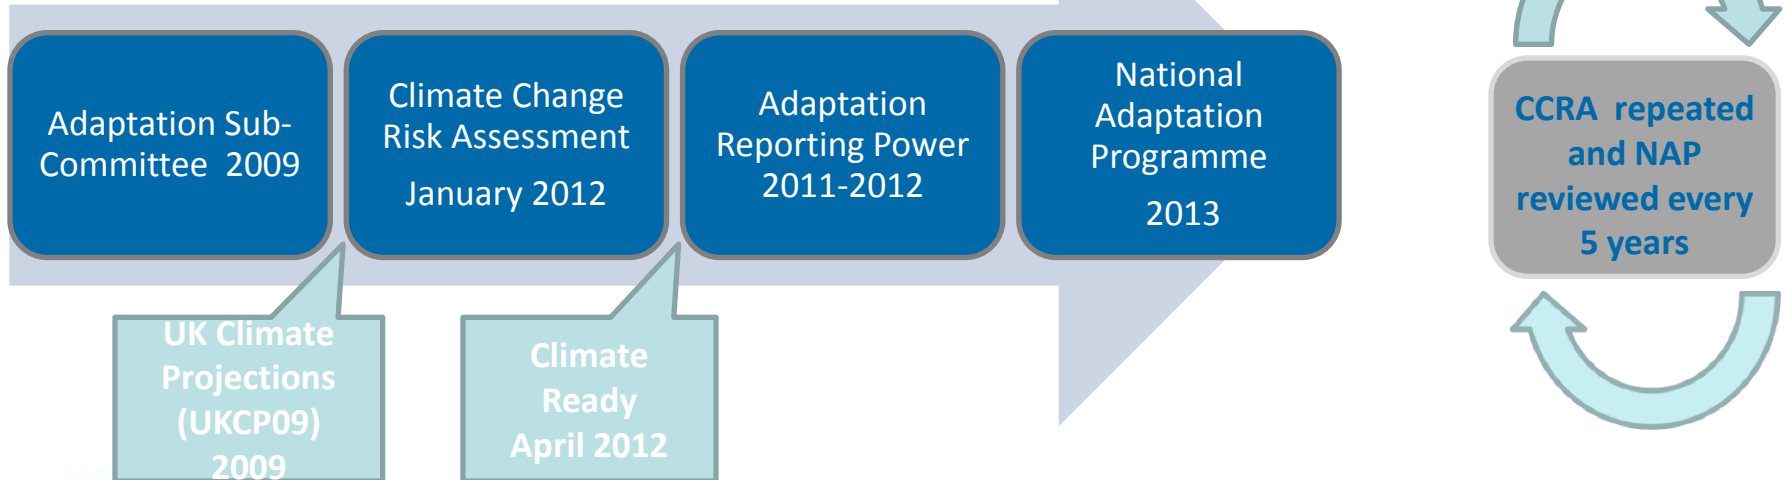 Adaptation Sub-
Committee 2009
Climate Change
Risk Assessment
January 2012
Adaptation
Reporting Power
2011-2012
National
Adaptation
Programme
2013
CCRA repeated
and NAP
reviewed every
5 years
UK Climate
Projections
(UKCP09)
2009
Climate
Ready
April 2012